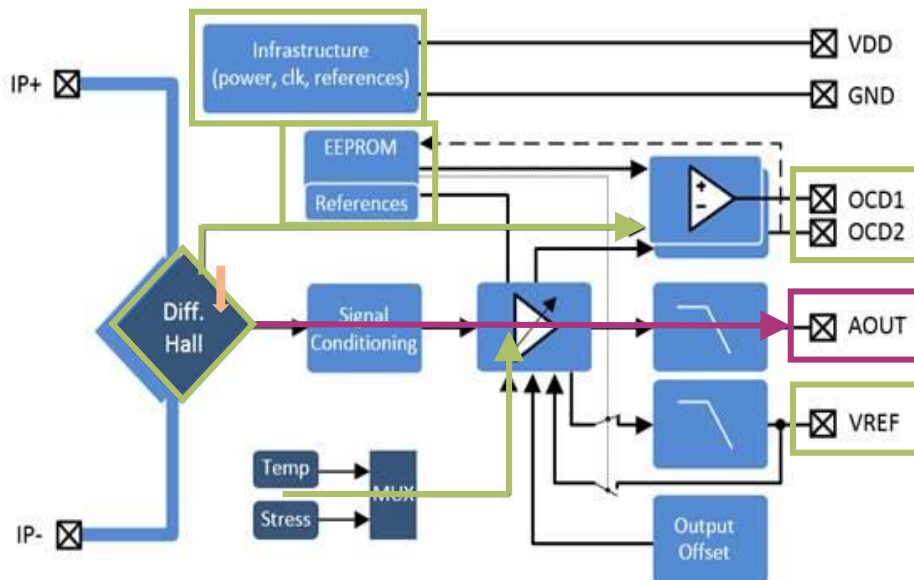 Infrastructure
(power, clk, references)
VDD
IP+
GND
EEPROM
References
+
-
OCD1
OCD2
Diff.
Hall
Signal
Conditioning
AOUT
VREF
Temp
MUX
Stress
IP-
Output
Offset